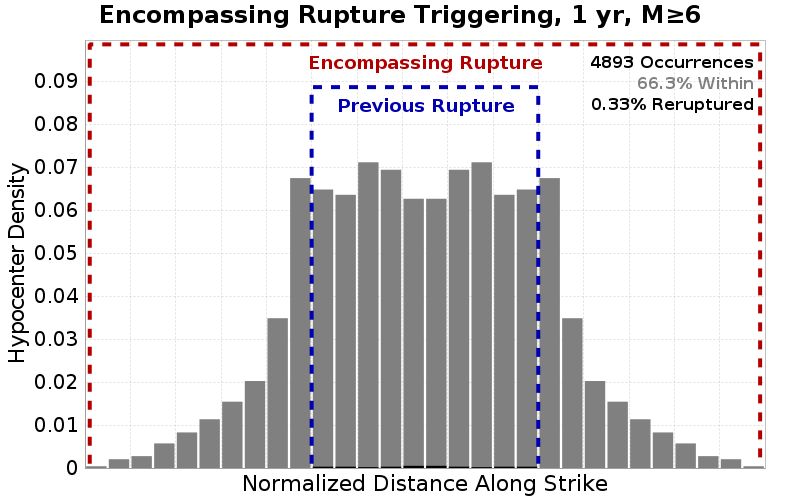 Encompassing Rupture Triggering, 1 yr, M≥6
Encompassing Rupture
4893 Occurrences
66.3% Within
0.33% Reruptured
Previous Rupture
Hypocenter Density
0.09
0.08
0.07
0.06
0.05
0.04
0.03
0.02
0.01
0
Normalized Distance Along Strike